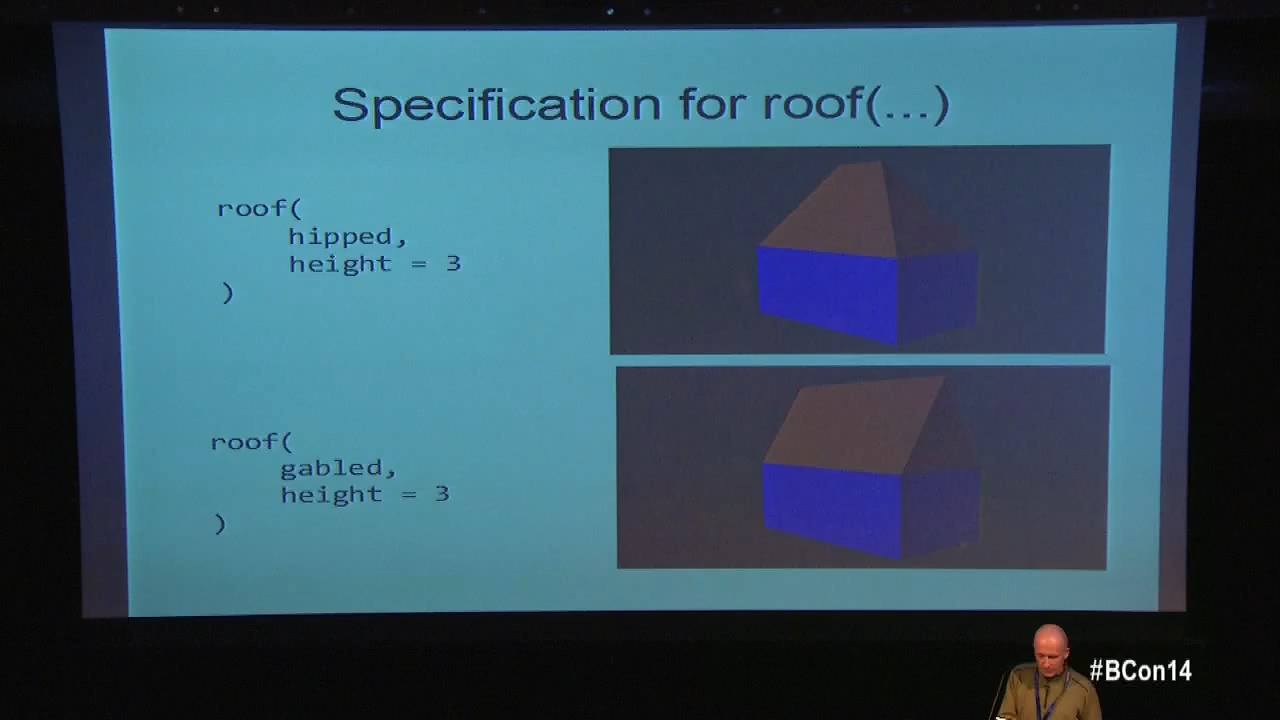 Specification for roof(...)
roof(
hipped,
height = 3
)
roof(
gabled,
height = 3
)
#BCon14